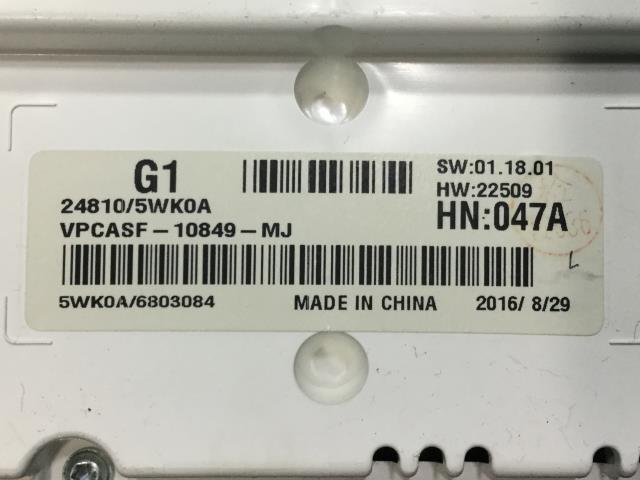 G1
SW:01.18.01
HW:22509
24810/5WK0A
HN:047A
VPCASF-10849-MJ
5WK0A/6803084 MADE IN CHINA 2016/ 8/29